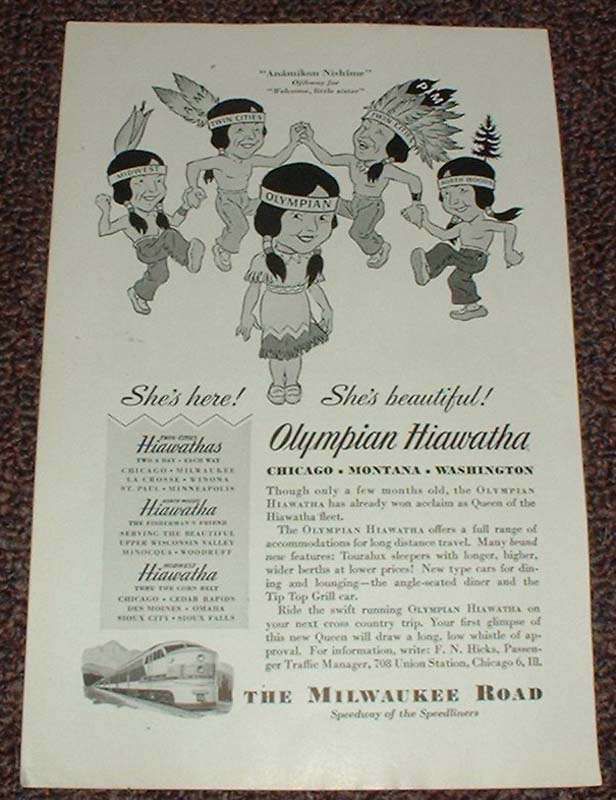 "Anāmikon Nishime"
Ojibway for
"Welcome, little sister"
TWIN CITIES
TWIN CITIES
MIDWEST
NORTH WOODS
OLYMPIAN
She's here!
She's beautiful!
TWIN CITIES
Hiawathas
TWO A DAY • EACH WAY
CHICAGO • MILWAUKEE
LA CROSSE • WINONA
ST. PAUL • MINNEAPOLIS
NORTH WOODS
Hiawatha
THE FISHERMAN'S FRIEND
SERVING THE BEAUTIFUL
UPPER WISCONSIN VALLEY
MINOCQUA • WOODRUFF
MIDWEST
Hiawatha
THRU THE CORN BELT
CHICAGO • CEDAR RAPIDS
DES MOINES • OMAHA
SIOUX CITY • SIOUX FALLS
Olympian Hiawatha
CHICAGO • MONTANA • WASHINGTON
Though only a few months old, the OLYMPIAN
HIAWATHA has already won acclaim as Queen of the
Hiawatha fleet.
The OLYMPIAN HIAWATHA offers a full range of
accommodations for long distance travel. Many brand
new features: Touralux sleepers with longer, higher,
wider berths at lower prices! New type cars for din-
ing and lounging—the angle-seated diner and the
Tip Top Grill car.
Ride the swift running OLYMPIAN HIAWATHA on
your next cross country trip. Your first glimpse of
this new Queen will draw a long, low whistle of ap-
proval. For information, write: F. N. Hicks, Passen-
ger Traffic Manager, 708 Union Station, Chicago 6, Ill.
THE MILWAUKEE ROAD
Speedway of the Speedliners